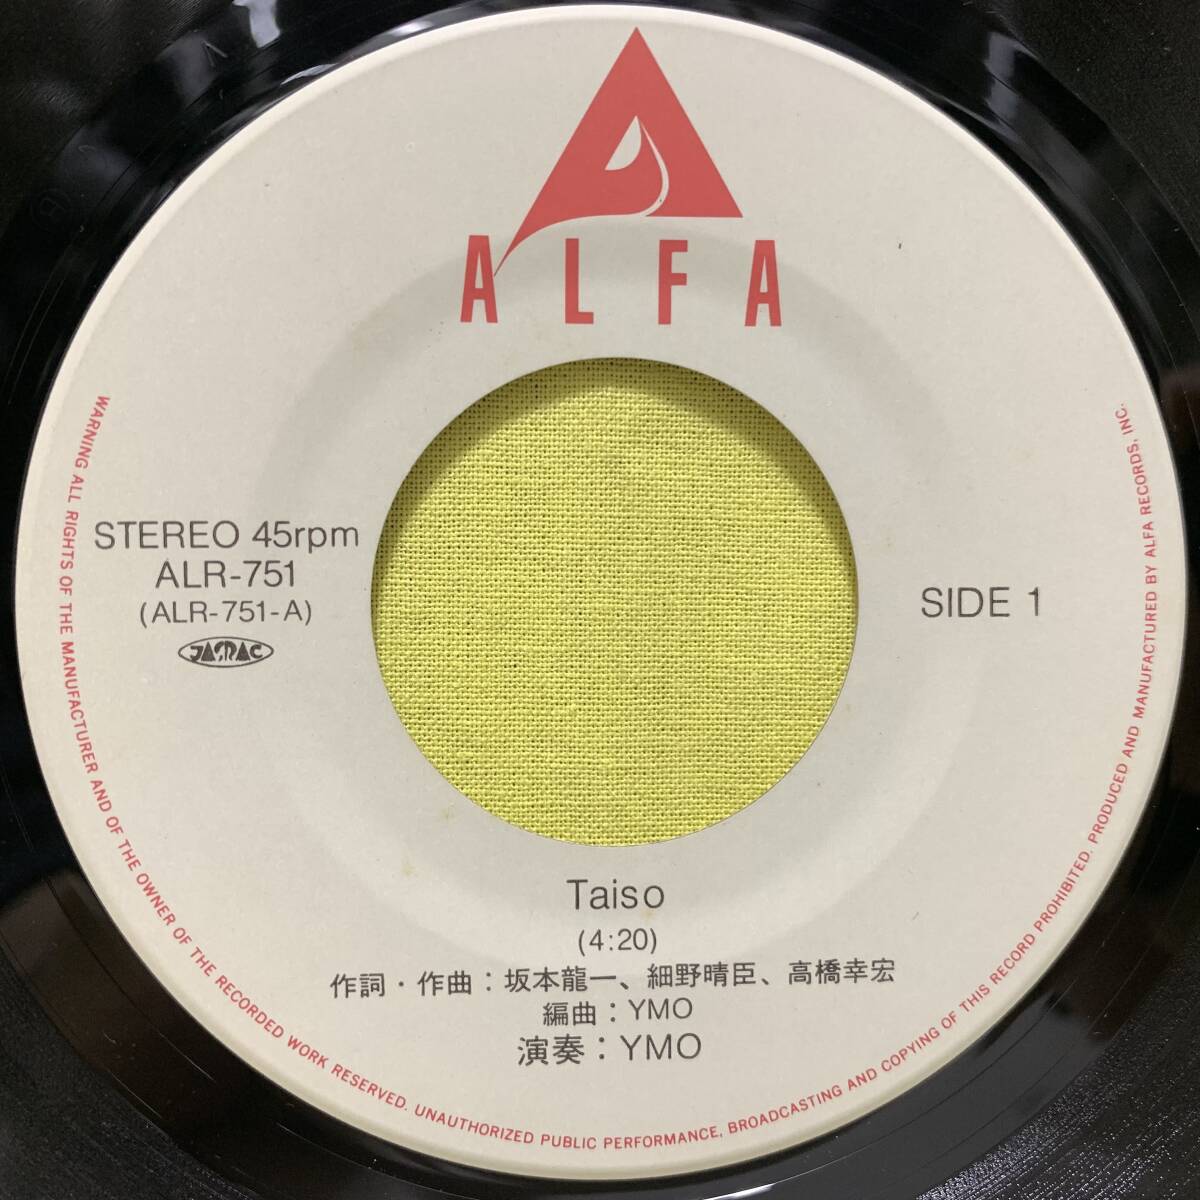 ALFA
STEREO 45rpm
ALR-751
(ALR-751-A)
JASRAC
SIDE 1
Taiso
(4:20)
作詞・作曲：坂本龍一、細野晴臣、高橋幸宏
編曲：YMO
演奏：YMO
WARNING ALL RIGHTS OF THE MANUFACTURER AND OF THE OWNER OF THE RECORDED WORK RESERVED. UNAUTHORIZED PUBLIC PERFORMANCE, BROADCASTING AND COPYING OF THIS RECORD PROHIBITED. PRODUCED AND MANUFACTURED BY ALFA RECORDS, INC.